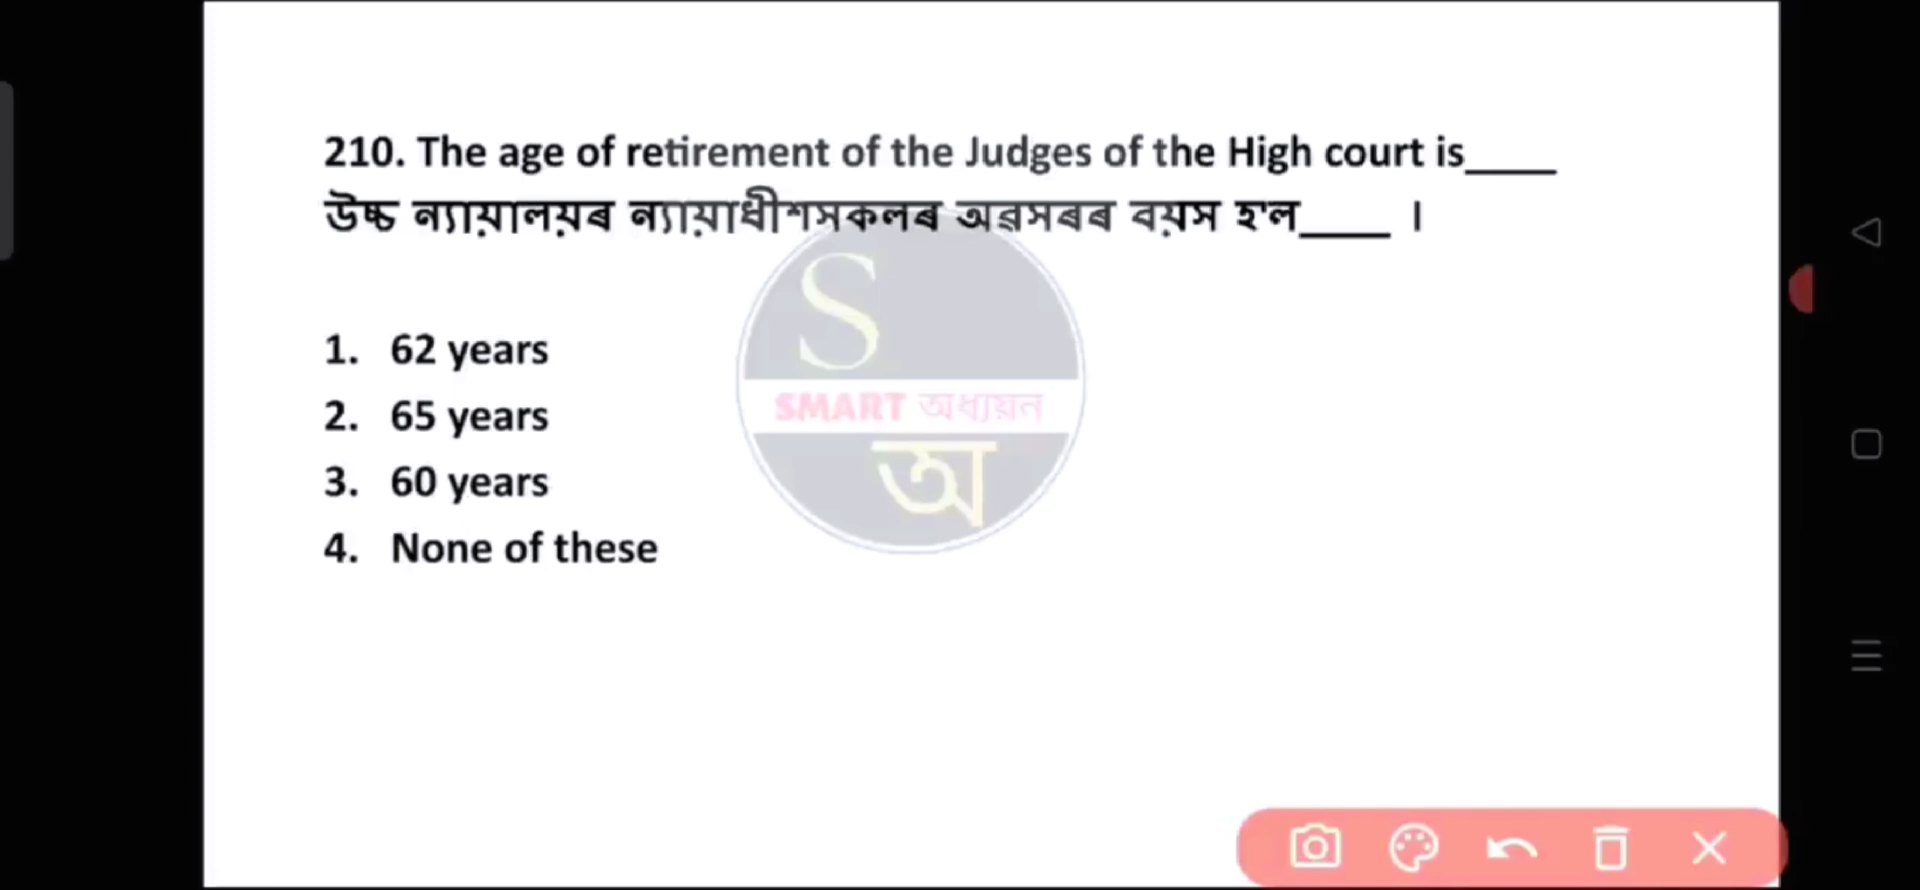 210. The age of retirement of the Judges of the High court is____
উচ্চ ন্যায়ালয়ৰ ন্যায়াধীশসকলৰ অৱসৰৰ বয়স হ'ল____ ।
S
SMART অধ্যয়ন
অ
1. 62 years
2. 65 years
3. 60 years
4. None of these